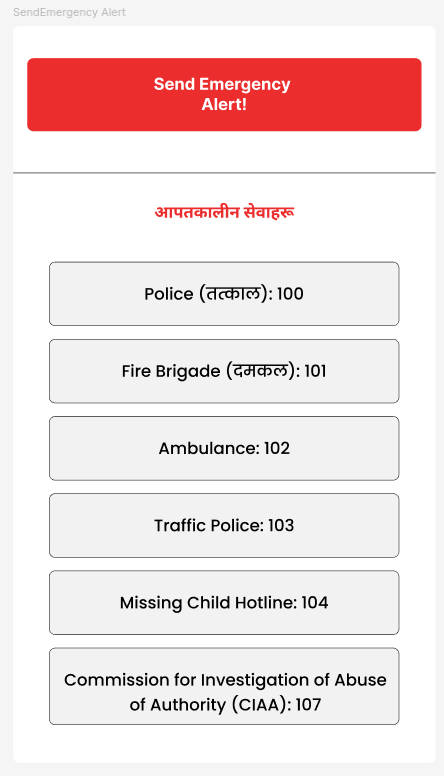 SendEmergency Alert
Send Emergency
Alert!
आपतकालीन सेवाहरू
Police (तत्काल): 100
Fire Brigade (दमकल): 101
Ambulance: 102
Traffic Police: 103
Missing Child Hotline: 104
Commission for Investigation of Abuse
of Authority (CIAA): 107